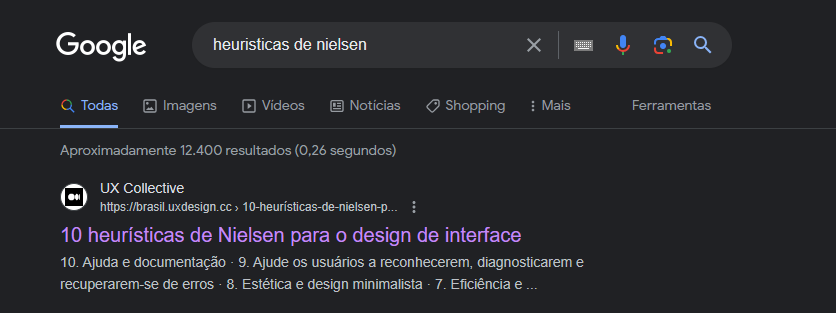 Google
heuristicas de nielsen
Todas Imagens Vídeos Notícias Shopping Mais Ferramentas
Aproximadamente 12.400 resultados (0,26 segundos)
UX Collective
https://brasil.uxdesign.cc › 10-heurísticas-de-nielsen-p...
10 heurísticas de Nielsen para o design de interface
10. Ajuda e documentação · 9. Ajude os usuários a reconhecerem, diagnosticarem e
recuperarem-se de erros · 8. Estética e design minimalista · 7. Eficiência e ...